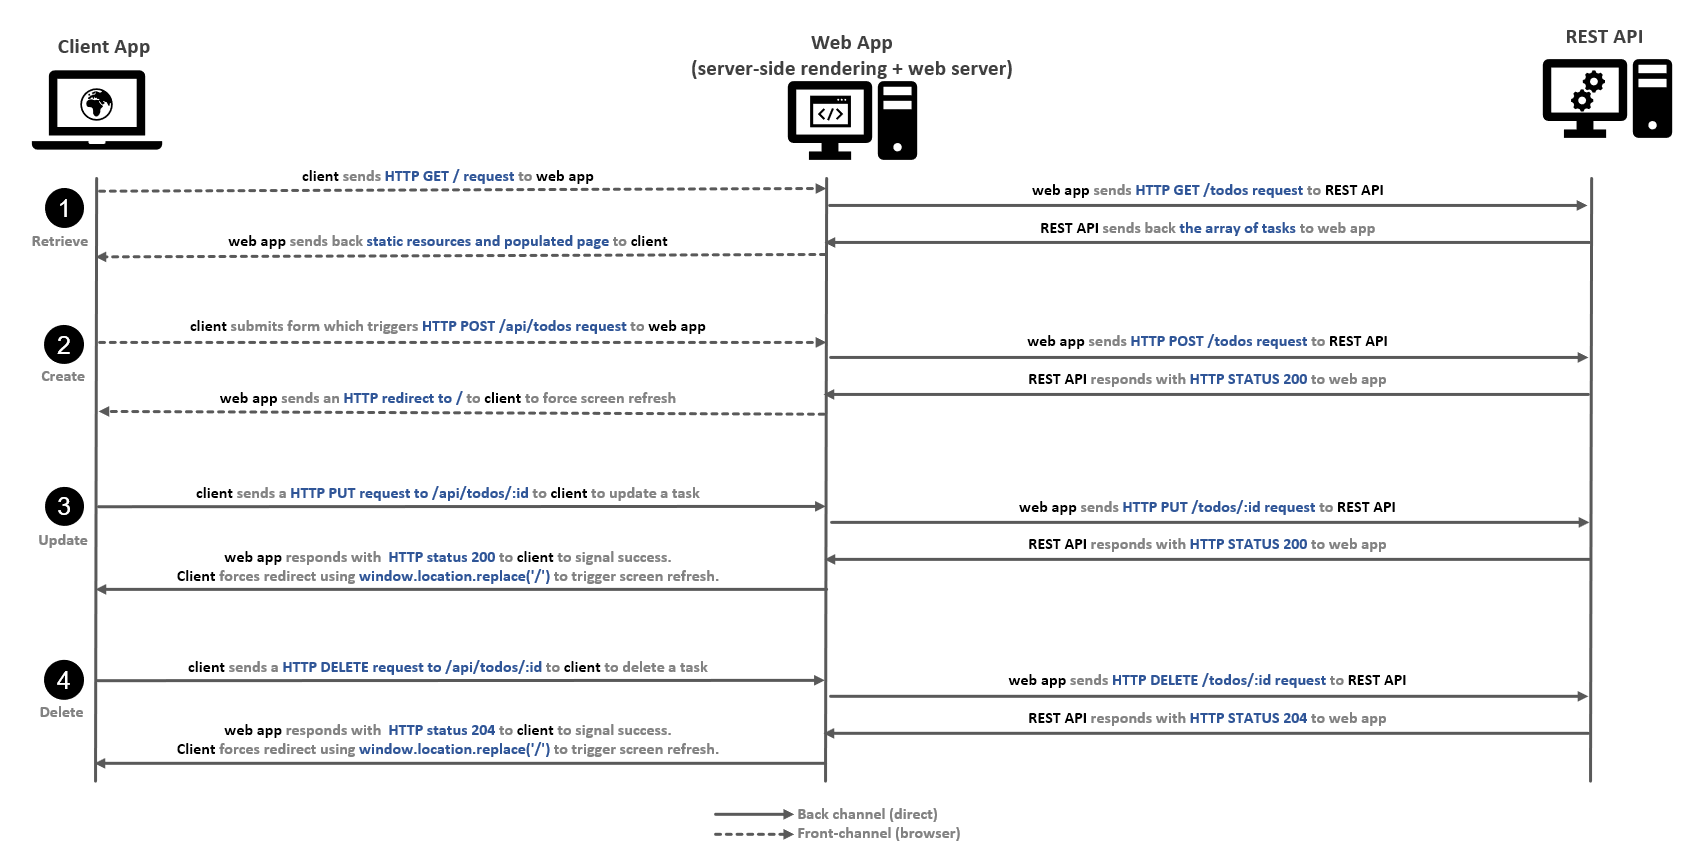 Client App
Web App
(server-side rendering + web server)
REST API
</>
client sends HTTP GET / request to web app
web app sends HTTP GET /todos request to REST API
1
Retrieve
REST API sends back the array of tasks to web app
web app sends back static resources and populated page to client
client submits form which triggers HTTP POST /api/todos request to web app
web app sends HTTP POST /todos request to REST API
2
Create
REST API responds with HTTP STATUS 200 to web app
web app sends an HTTP redirect to / to client to force screen refresh
client sends a HTTP PUT request to /api/todos/:id to client to update a task
web app sends HTTP PUT /todos/:id request to REST API
3
Update
REST API responds with HTTP STATUS 200 to web app
web app responds with HTTP status 200 to client to signal success.
Client forces redirect using window.location.replace('/') to trigger screen refresh.
client sends a HTTP DELETE request to /api/todos/:id to client to delete a task
web app sends HTTP DELETE /todos/:id request to REST API
4
Delete
REST API responds with HTTP STATUS 204 to web app
web app responds with HTTP status 204 to client to signal success.
Client forces redirect using window.location.replace('/') to trigger screen refresh.
Back channel (direct)
Front-channel (browser)